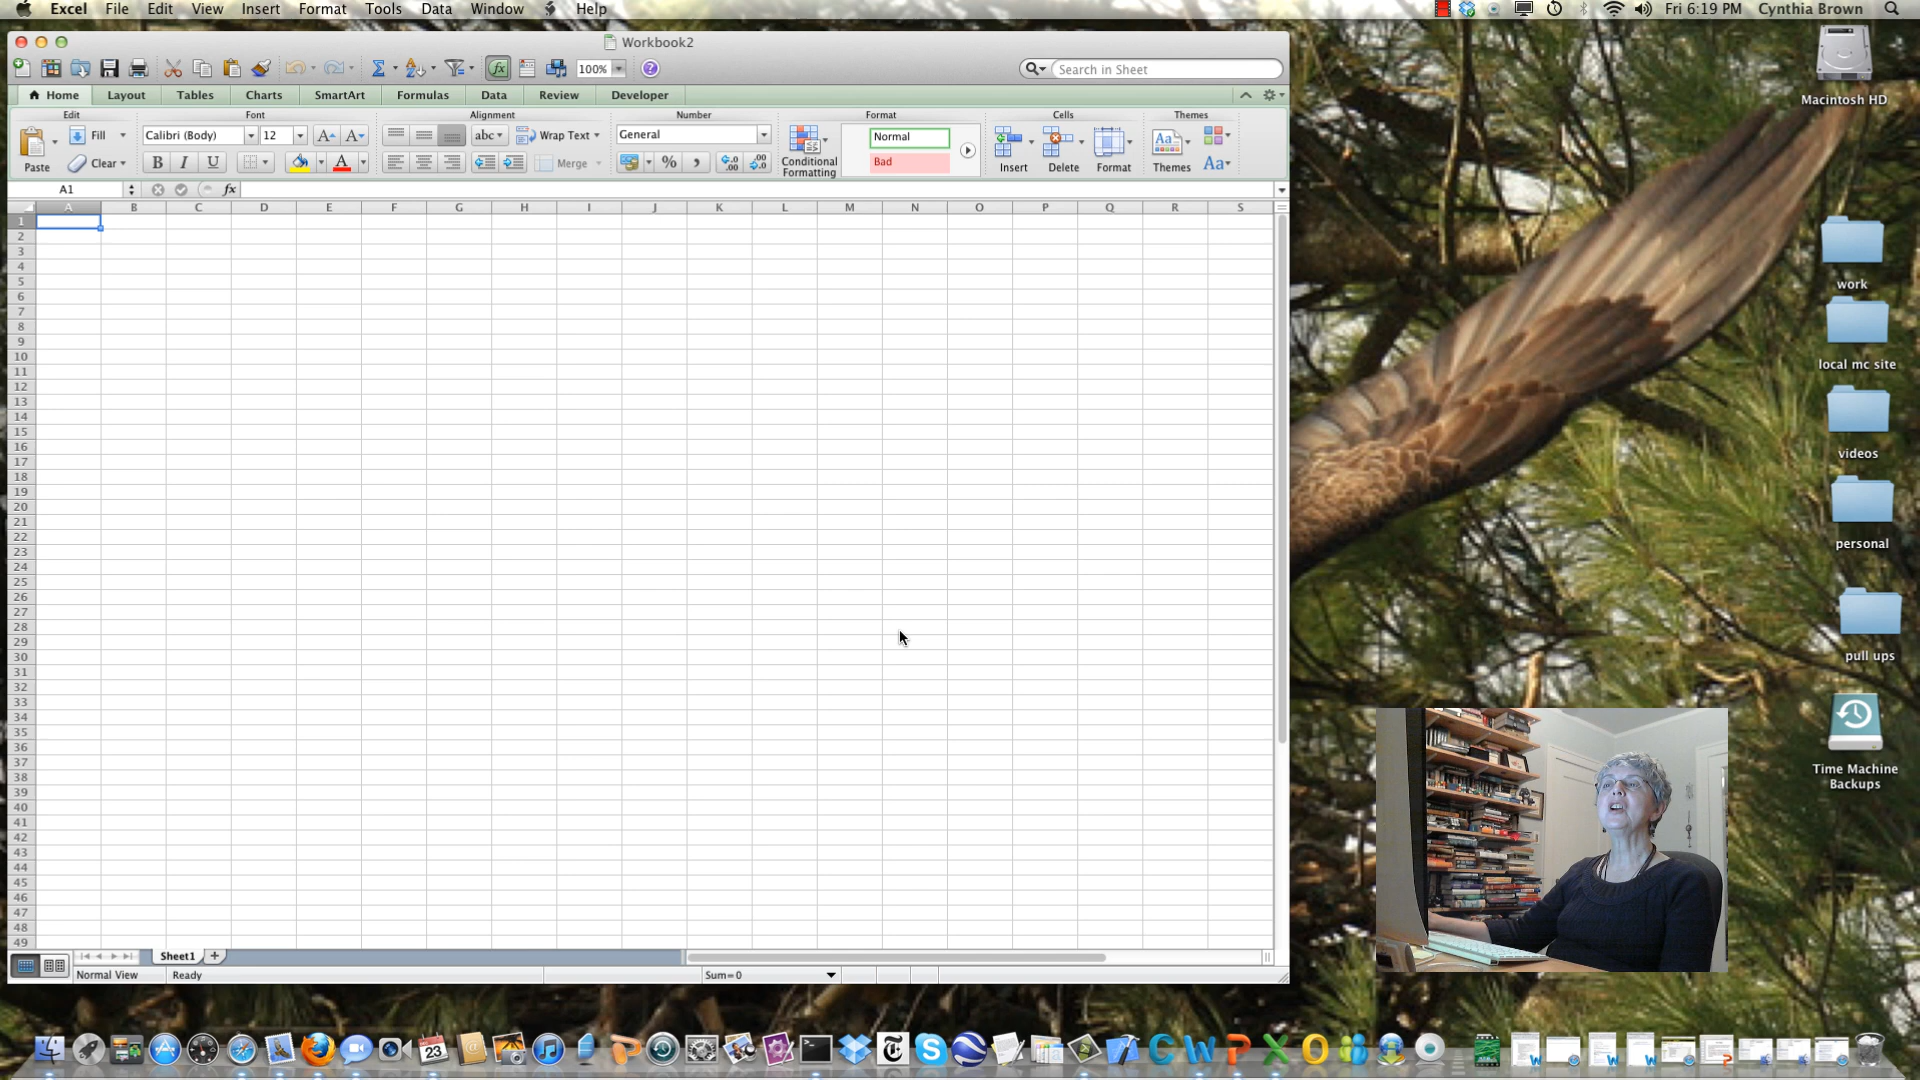 Excel File Edit View Insert Format Tools Data Window Help Fri 6:19 PM Cynthia Brown
Workbook2
100% Search in Sheet
Home Layout Tables Charts SmartArt Formulas Data Review Developer
Edit Font Alignment Number Format Cells Themes
Fill Calibri (Body) 12 abc Wrap Text General Normal
Paste Clear B I U Merge % Conditional Formatting Bad Insert Delete Format Themes Aa
A1 fx
A B C D E F G H I J K L M N O P Q R S
1
2
3
4
5
6
7
8
9
10
11
12
13
14
15
16
17
18
19
20
21
22
23
24
25
26
27
28
29
30
31
32
33
34
35
36
37
38
39
40
41
42
43
44
45
46
47
48
49
Sheet1
Normal View Ready Sum=0
Macintosh HD
work
local mc site
videos
personal
pull ups
Time Machine
Backups
23